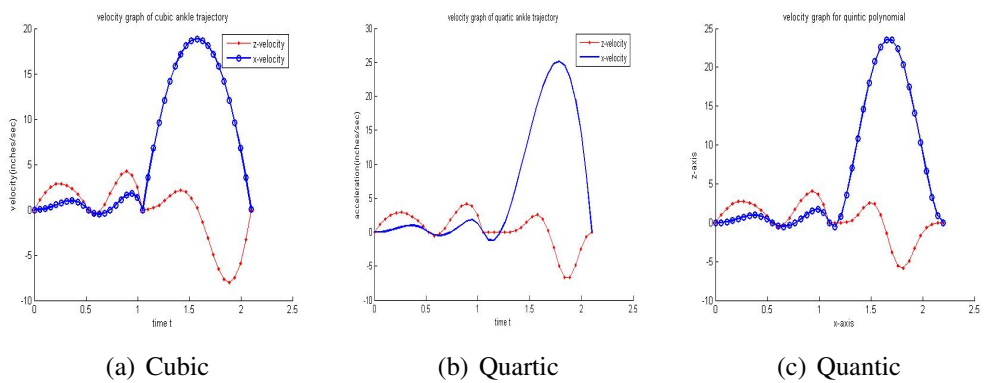 velocity graph of cubic ankle trajectory
20
15
10
5
0
-5
-10
0 0.5 1 1.5 2 2.5
velocity(inches/sec)
time t
z-velocity
x-velocity
(a) Cubic
velocity graph of quartic ankle trajectory
30
25
20
15
10
5
0
-5
-10
0 0.5 1 1.5 2 2.5
acceleration(inches/sec)
time t
z-velocity
x-velocity
(b) Quartic
velocity graph for quintic polynomial
25
20
15
10
5
0
-5
-10
0 0.5 1 1.5 2 2.5
z-axis
x-axis
(c) Quantic